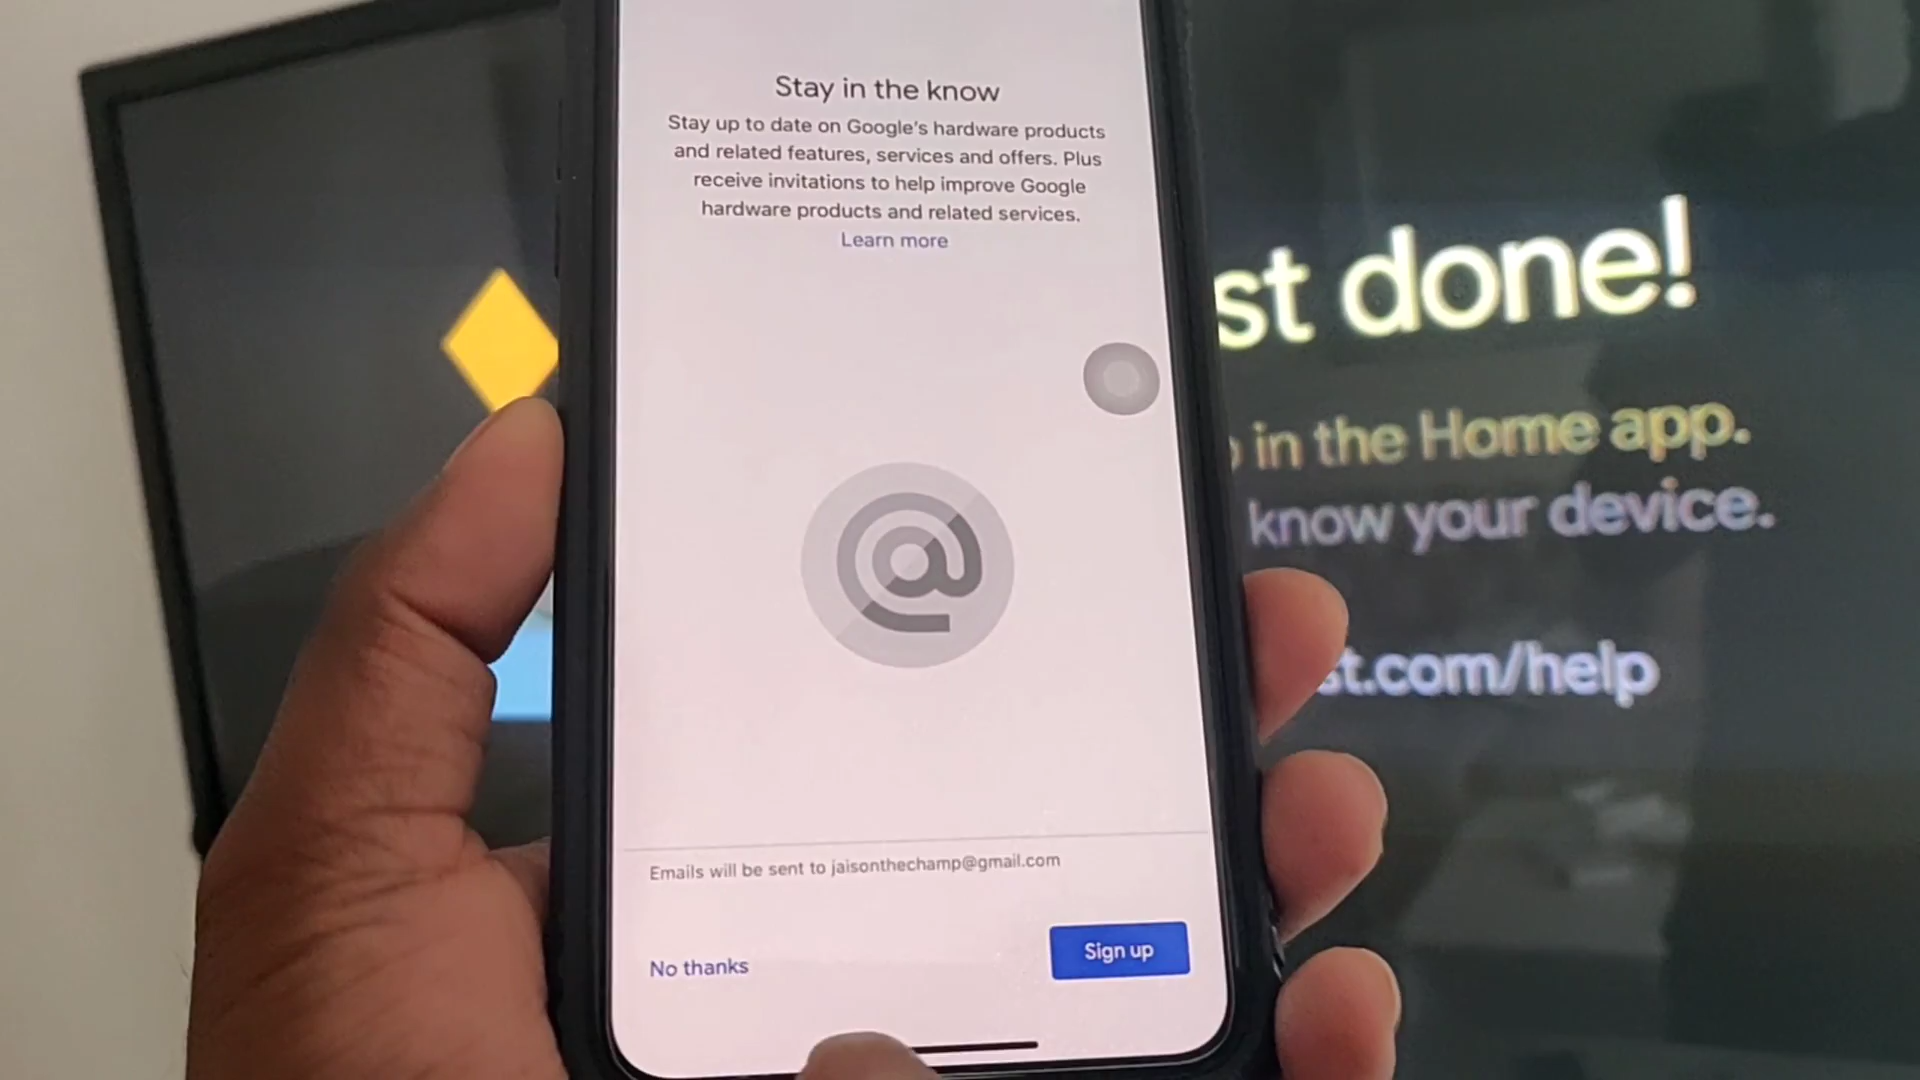 Stay in the know
Stay up to date on Google's hardware products
and related features, services and offers. Plus
receive invitations to help improve Google
hardware products and related services.
Learn more
Emails will be sent to jaisonthechamp@gmail.com
No thanks
Sign up
st done!
in the Home app.
know your device.
st.com/help